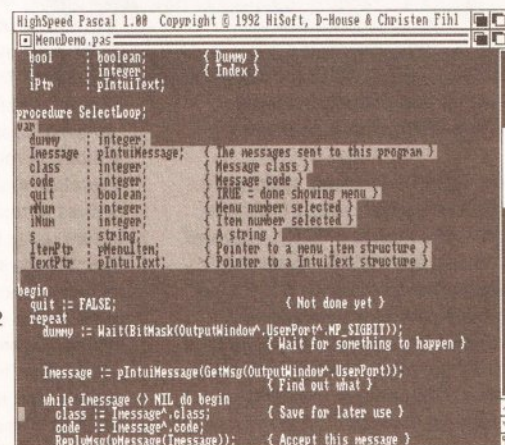 HighSpeed Pascal 1.00 Copyright © 1992 HiSoft, D-House & Christen Fihl
MenuDemo.pas
bool : boolean; { Dummy }
i : integer; { Index }
iPtr : pIntuiText;
procedure SelectLoop;
var
dummy : integer;
Imessage : pIntuiMessage; { The messages sent to this program }
class : integer; { Message class }
code : integer; { Message code }
quit : boolean; { TRUE = done showing menu }
mNum : integer; { Menu number selected }
iNum : integer; { Item number selected }
s : string; { A string }
ItemPtr : pMenuItem; { Pointer to a menu item structure }
TextPtr : pIntuiText; { Pointer to a IntuiText structure }
begin
quit := FALSE; { Not done yet }
repeat
dummy := Wait(BitMask(OutputWindow^.UserPort^.MP_SIGBIT));
{ Wait for something to happen }
Imessage := pIntuiMessage(GetMsg(OutputWindow^.UserPort));
{ Find out what }
while Imessage <> NIL do begin
class := Imessage^.class; { Save for later use }
code := Imessage^.code;
ReplyMsg(pMessage(Imessage)); { Accept this message }